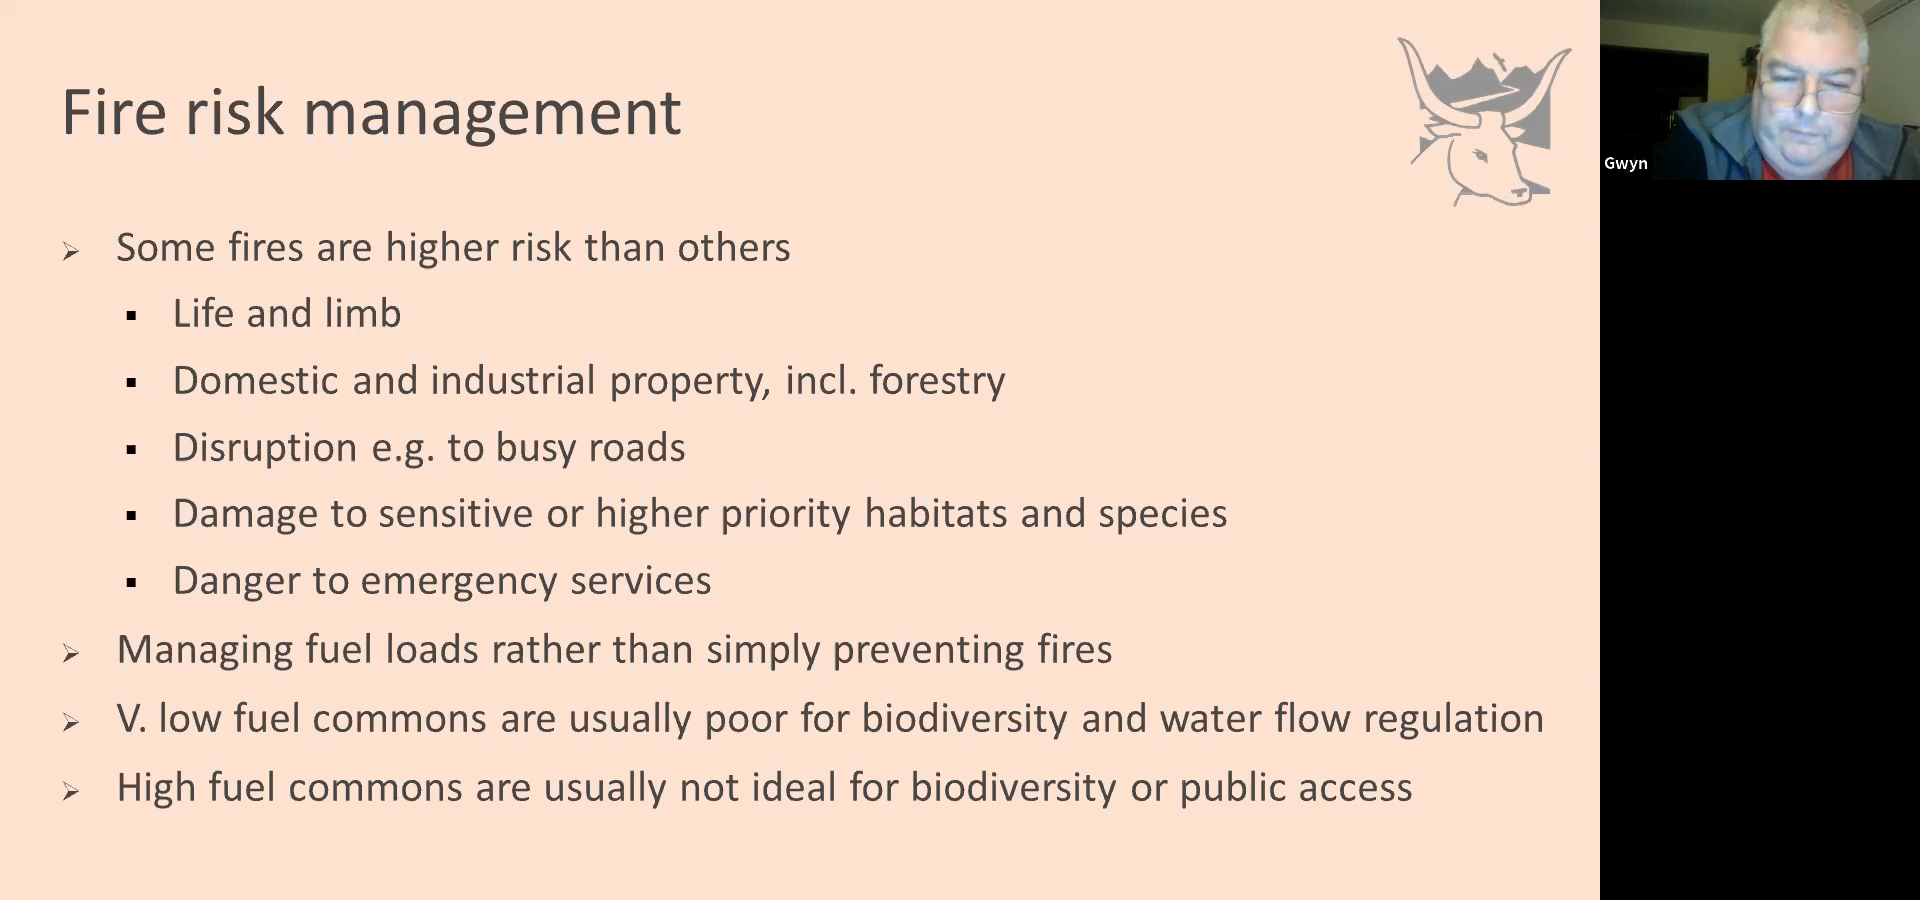 Fire risk management
Some fires are higher risk than others
Life and limb
Domestic and industrial property, incl. forestry
Disruption e.g. to busy roads
Damage to sensitive or higher priority habitats and species
Danger to emergency services
Managing fuel loads rather than simply preventing fires
V. low fuel commons are usually poor for biodiversity and water flow regulation
High fuel commons are usually not ideal for biodiversity or public access
Gwyn